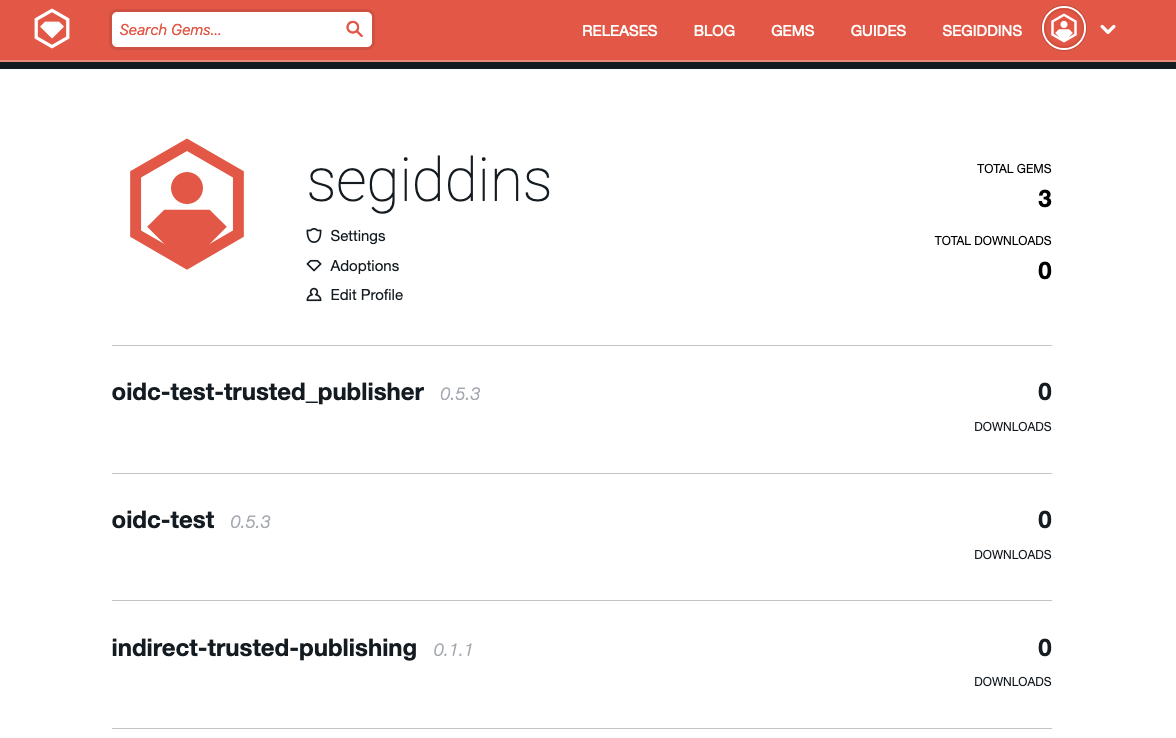 Search Gems...
RELEASES BLOG GEMS GUIDES SEGIDDINS
segiddins
Settings
Adoptions
Edit Profile
TOTAL GEMS
3
TOTAL DOWNLOADS
0
oidc-test-trusted_publisher 0.5.3
0
DOWNLOADS
oidc-test 0.5.3
0
DOWNLOADS
indirect-trusted-publishing 0.1.1
0
DOWNLOADS